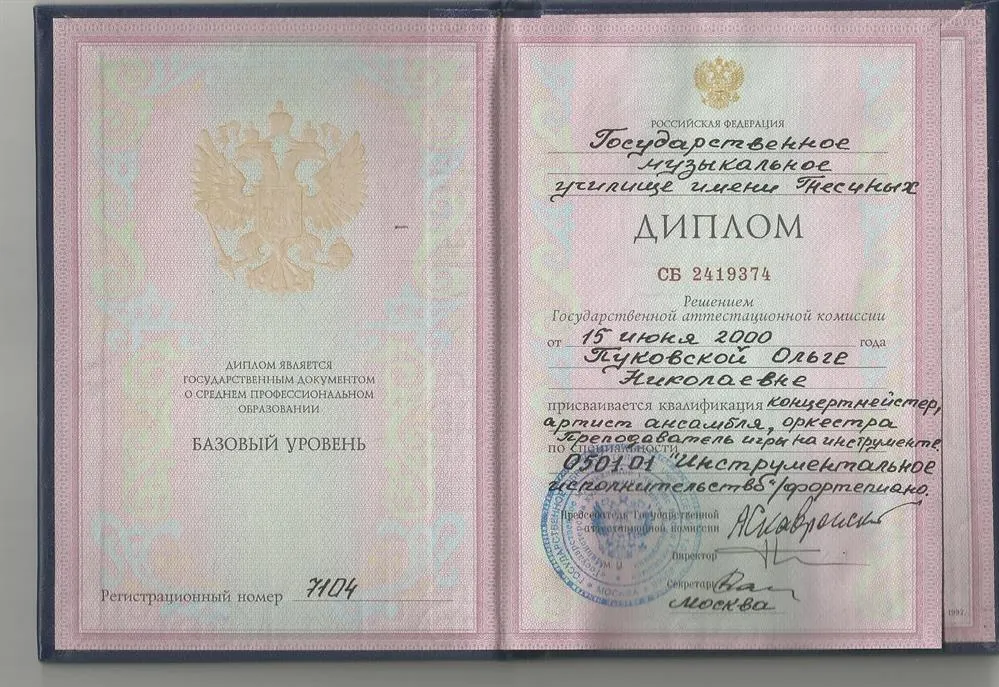 ДИПЛОМ ЯВЛЯЕТСЯ
ГОСУДАРСТВЕННЫМ ДОКУМЕНТОМ
О СРЕДНЕМ ПРОФЕССИОНАЛЬНОМ
ОБРАЗОВАНИИ
БАЗОВЫЙ УРОВЕНЬ
Регистрационный номер 7104
РОССИЙСКАЯ ФЕДЕРАЦИЯ
Государственное
музыкальное
училище имени Гнесиных
ДИПЛОМ
СБ 2419374
Решением
Государственной аттестационной комиссии
от 15 июня 2000 года
Пуковской Ольге
Николаевне
присваивается квалификация концертмейстер,
артист ансамбля, оркестра
Преподаватель игры на инструменте.
по специальности
0501.01 "Инструментальное
исполнительство"/фортепиано.
Председатель Государственной
аттестационной комиссии
Директор
Секретарь
Москва
1997.